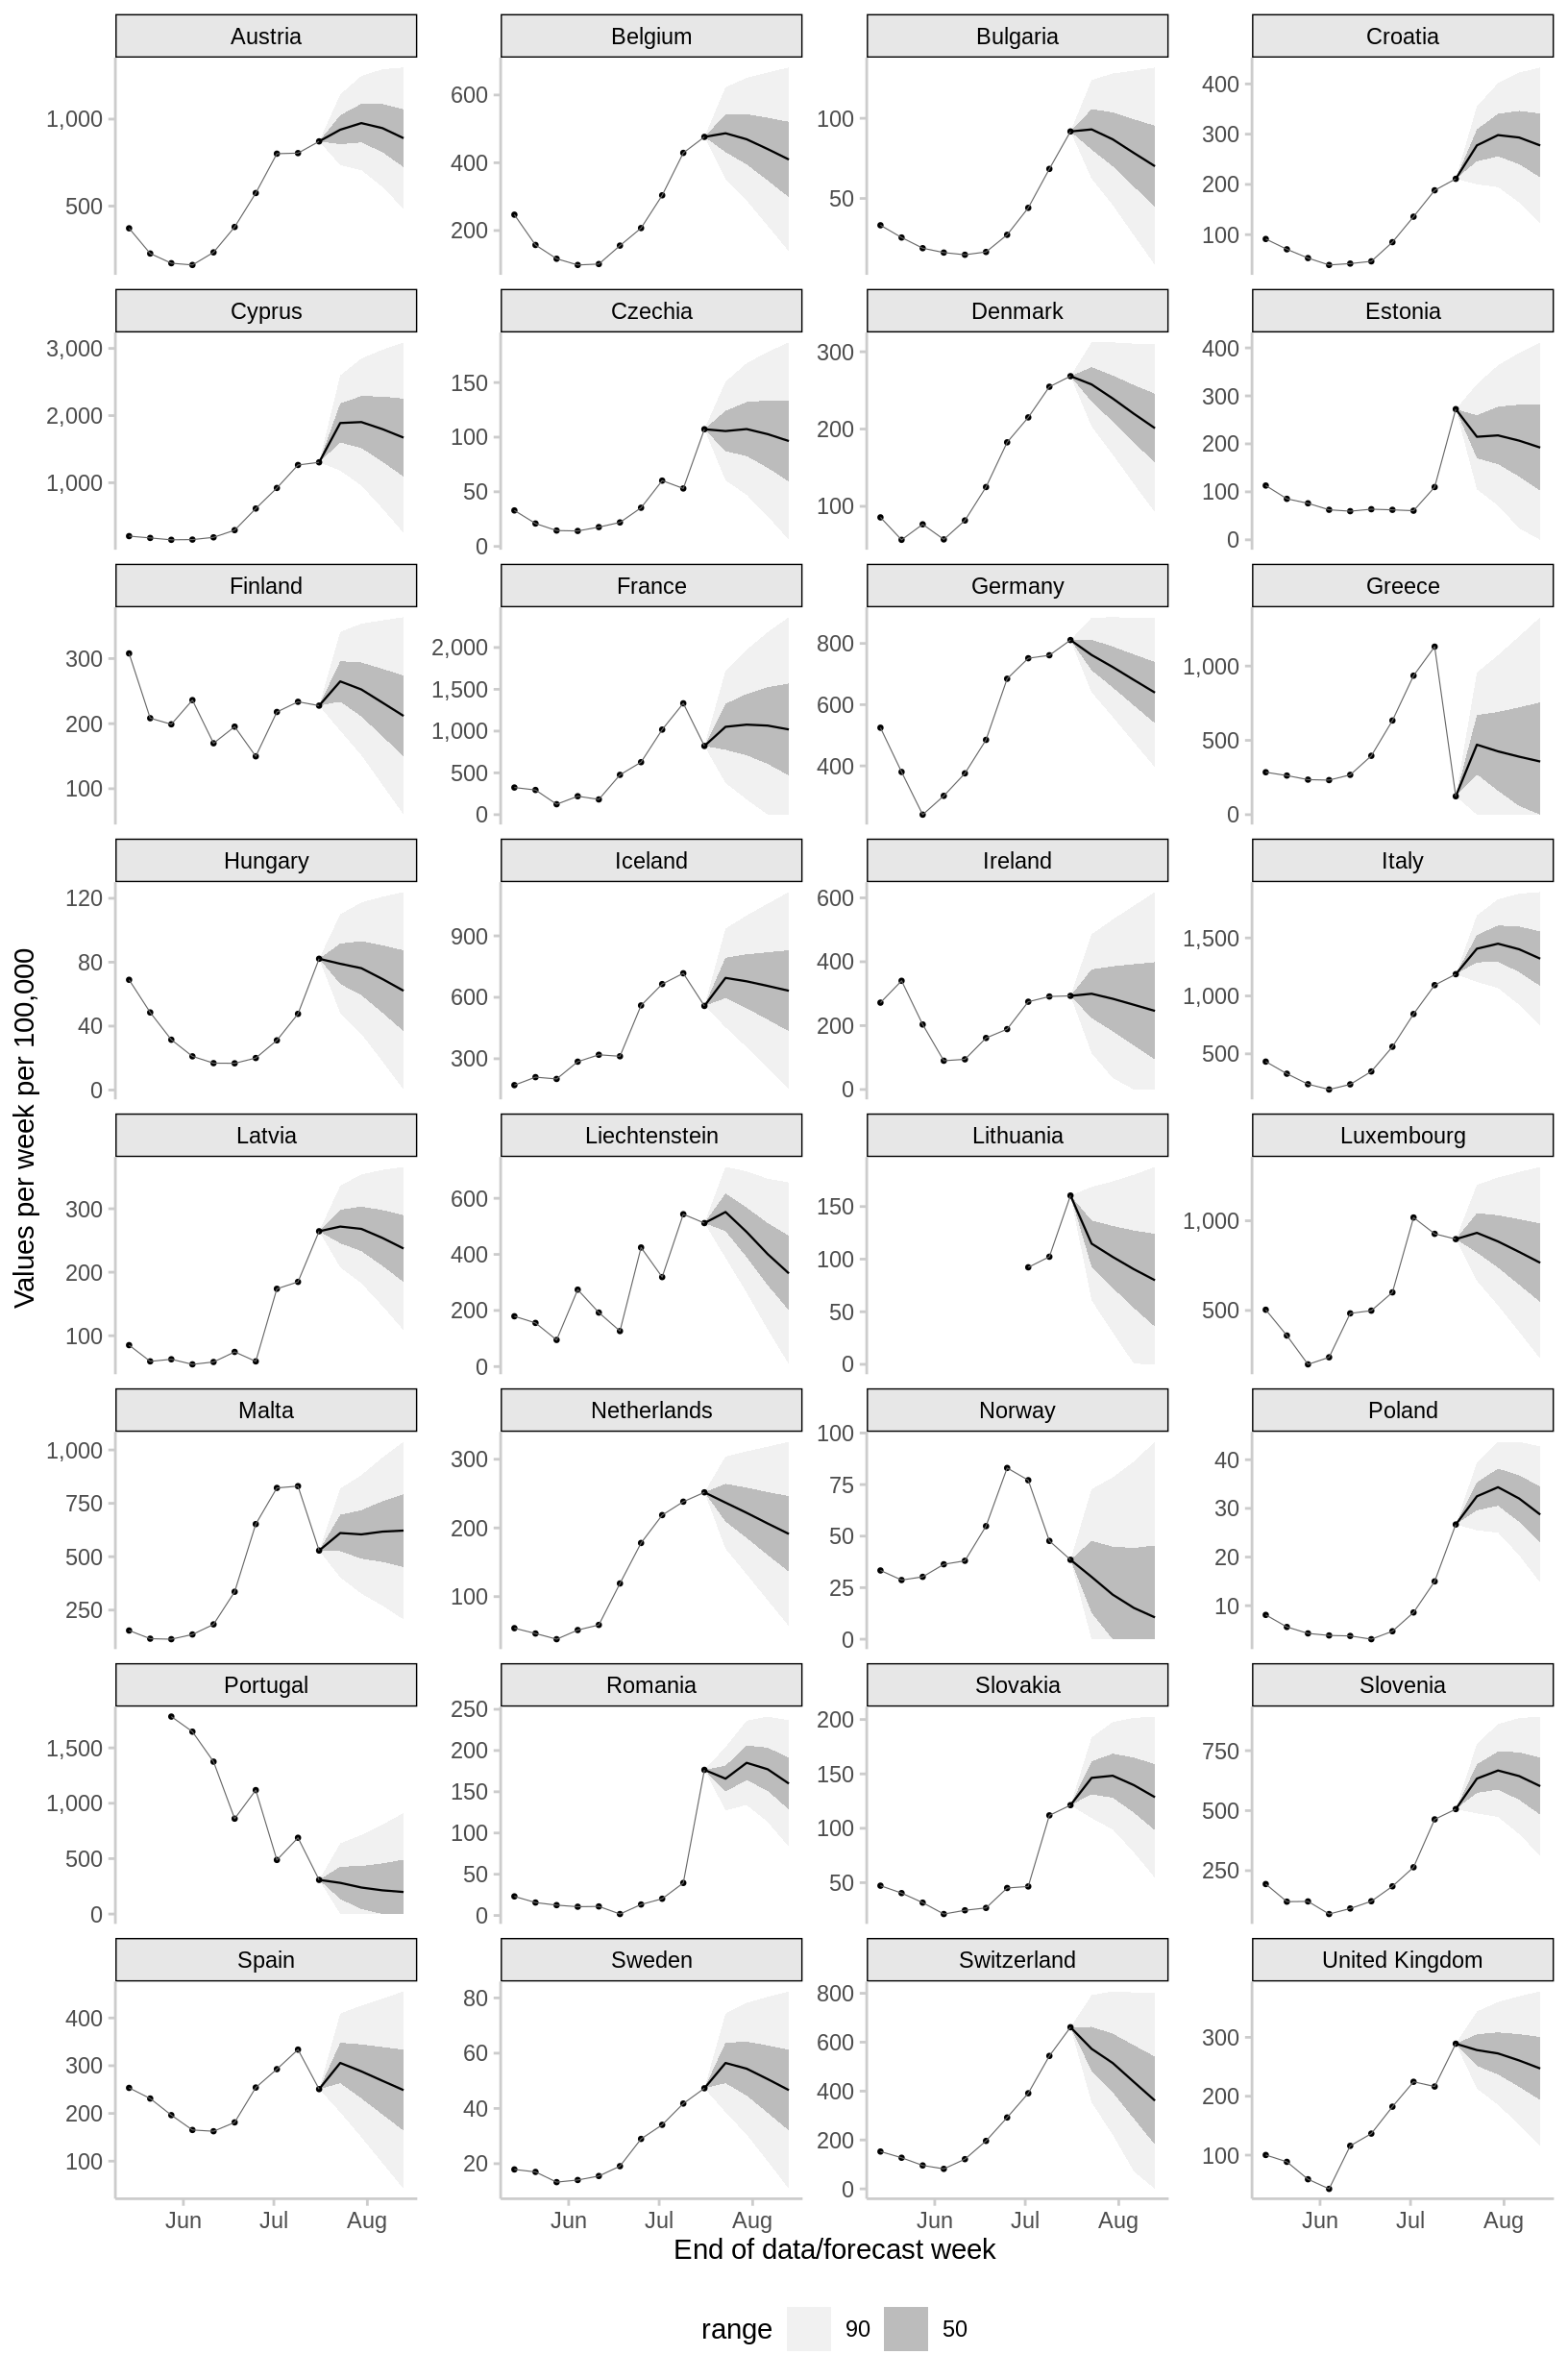 Values per week per 100,000
Austria
1,000
500
Belgium
600
400
200
Bulgaria
100
50
Croatia
400
300
200
100
Cyprus
3,000
2,000
1,000
Czechia
150
100
50
0
Denmark
300
200
100
Estonia
400
300
200
100
0
Finland
300
200
100
France
2,000
1,500
1,000
500
0
Germany
800
600
400
Greece
1,000
500
0
Hungary
120
80
40
0
Iceland
900
600
300
Ireland
600
400
200
0
Italy
1,500
1,000
500
Latvia
300
200
100
Liechtenstein
600
400
200
0
Lithuania
150
100
50
0
Luxembourg
1,000
500
Malta
1,000
750
500
250
Netherlands
300
200
100
Norway
100
75
50
25
0
Poland
40
30
20
10
Portugal
1,500
1,000
500
0
Romania
250
200
150
100
50
0
Slovakia
200
150
100
50
Slovenia
750
500
250
Spain
400
300
200
100
Sweden
80
60
40
20
Switzerland
800
600
400
200
0
United Kingdom
300
200
100
Jun Jul Aug
Jun Jul Aug
Jun Jul Aug
Jun Jul Aug
End of data/forecast week
range 90 50